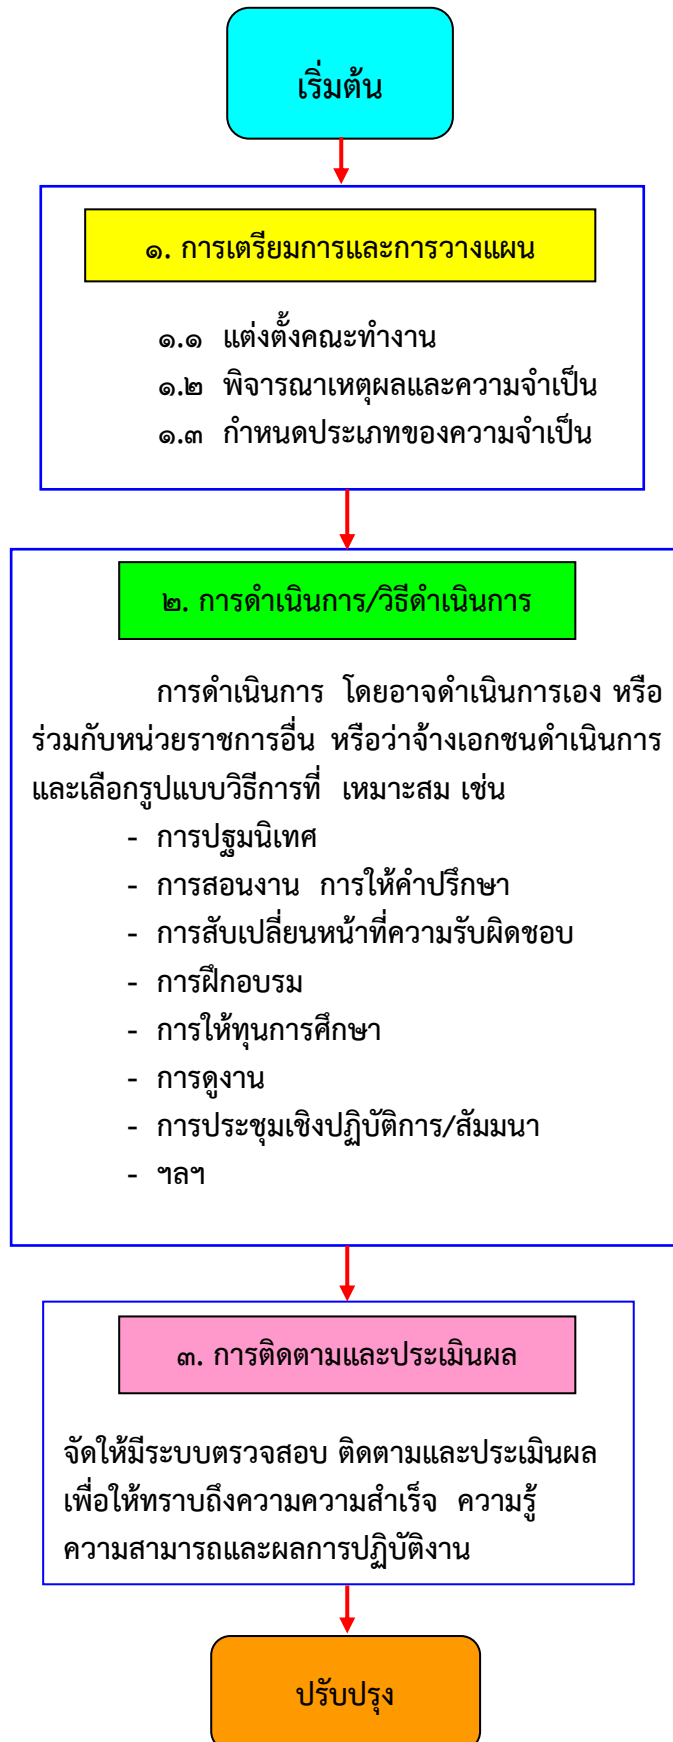 เริ่มต้น
๑. การเตรียมการและการวางแผน
๑.๑ แต่งตั้งคณะทำงาน
๑.๒ พิจารณาเหตุผลและความจำเป็น
๑.๓ กำหนดประเภทของความจำเป็น
๒. การดำเนินการ/วิธีดำเนินการ
การดำเนินการ โดยอาจดำเนินการเอง หรือ
ร่วมกับหน่วยราชการอื่น หรือว่าจ้างเอกชนดำเนินการ
และเลือกรูปแบบวิธีการที่ เหมาะสม เช่น
- การปฐมนิเทศ
- การสอนงาน การให้คำปรึกษา
- การสับเปลี่ยนหน้าที่ความรับผิดชอบ
- การฝึกอบรม
- การให้ทุนการศึกษา
- การดูงาน
- การประชุมเชิงปฏิบัติการ/สัมมนา
- ฯลฯ
๓. การติดตามและประเมินผล
จัดให้มีระบบตรวจสอบ ติดตามและประเมินผล
เพื่อให้ทราบถึงความความสำเร็จ ความรู้
ความสามารถและผลการปฏิบัติงาน
ปรับปรุง